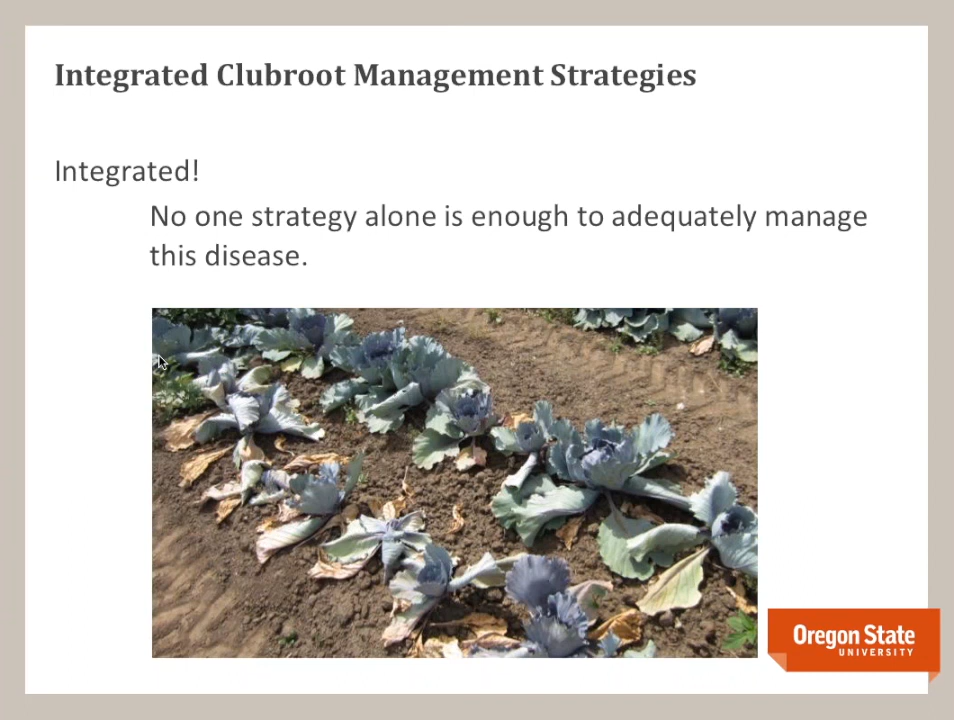 Integrated Clubroot Management Strategies
Integrated!
No one strategy alone is enough to adequately manage
this disease.
Oregon State
UNIVERSITY